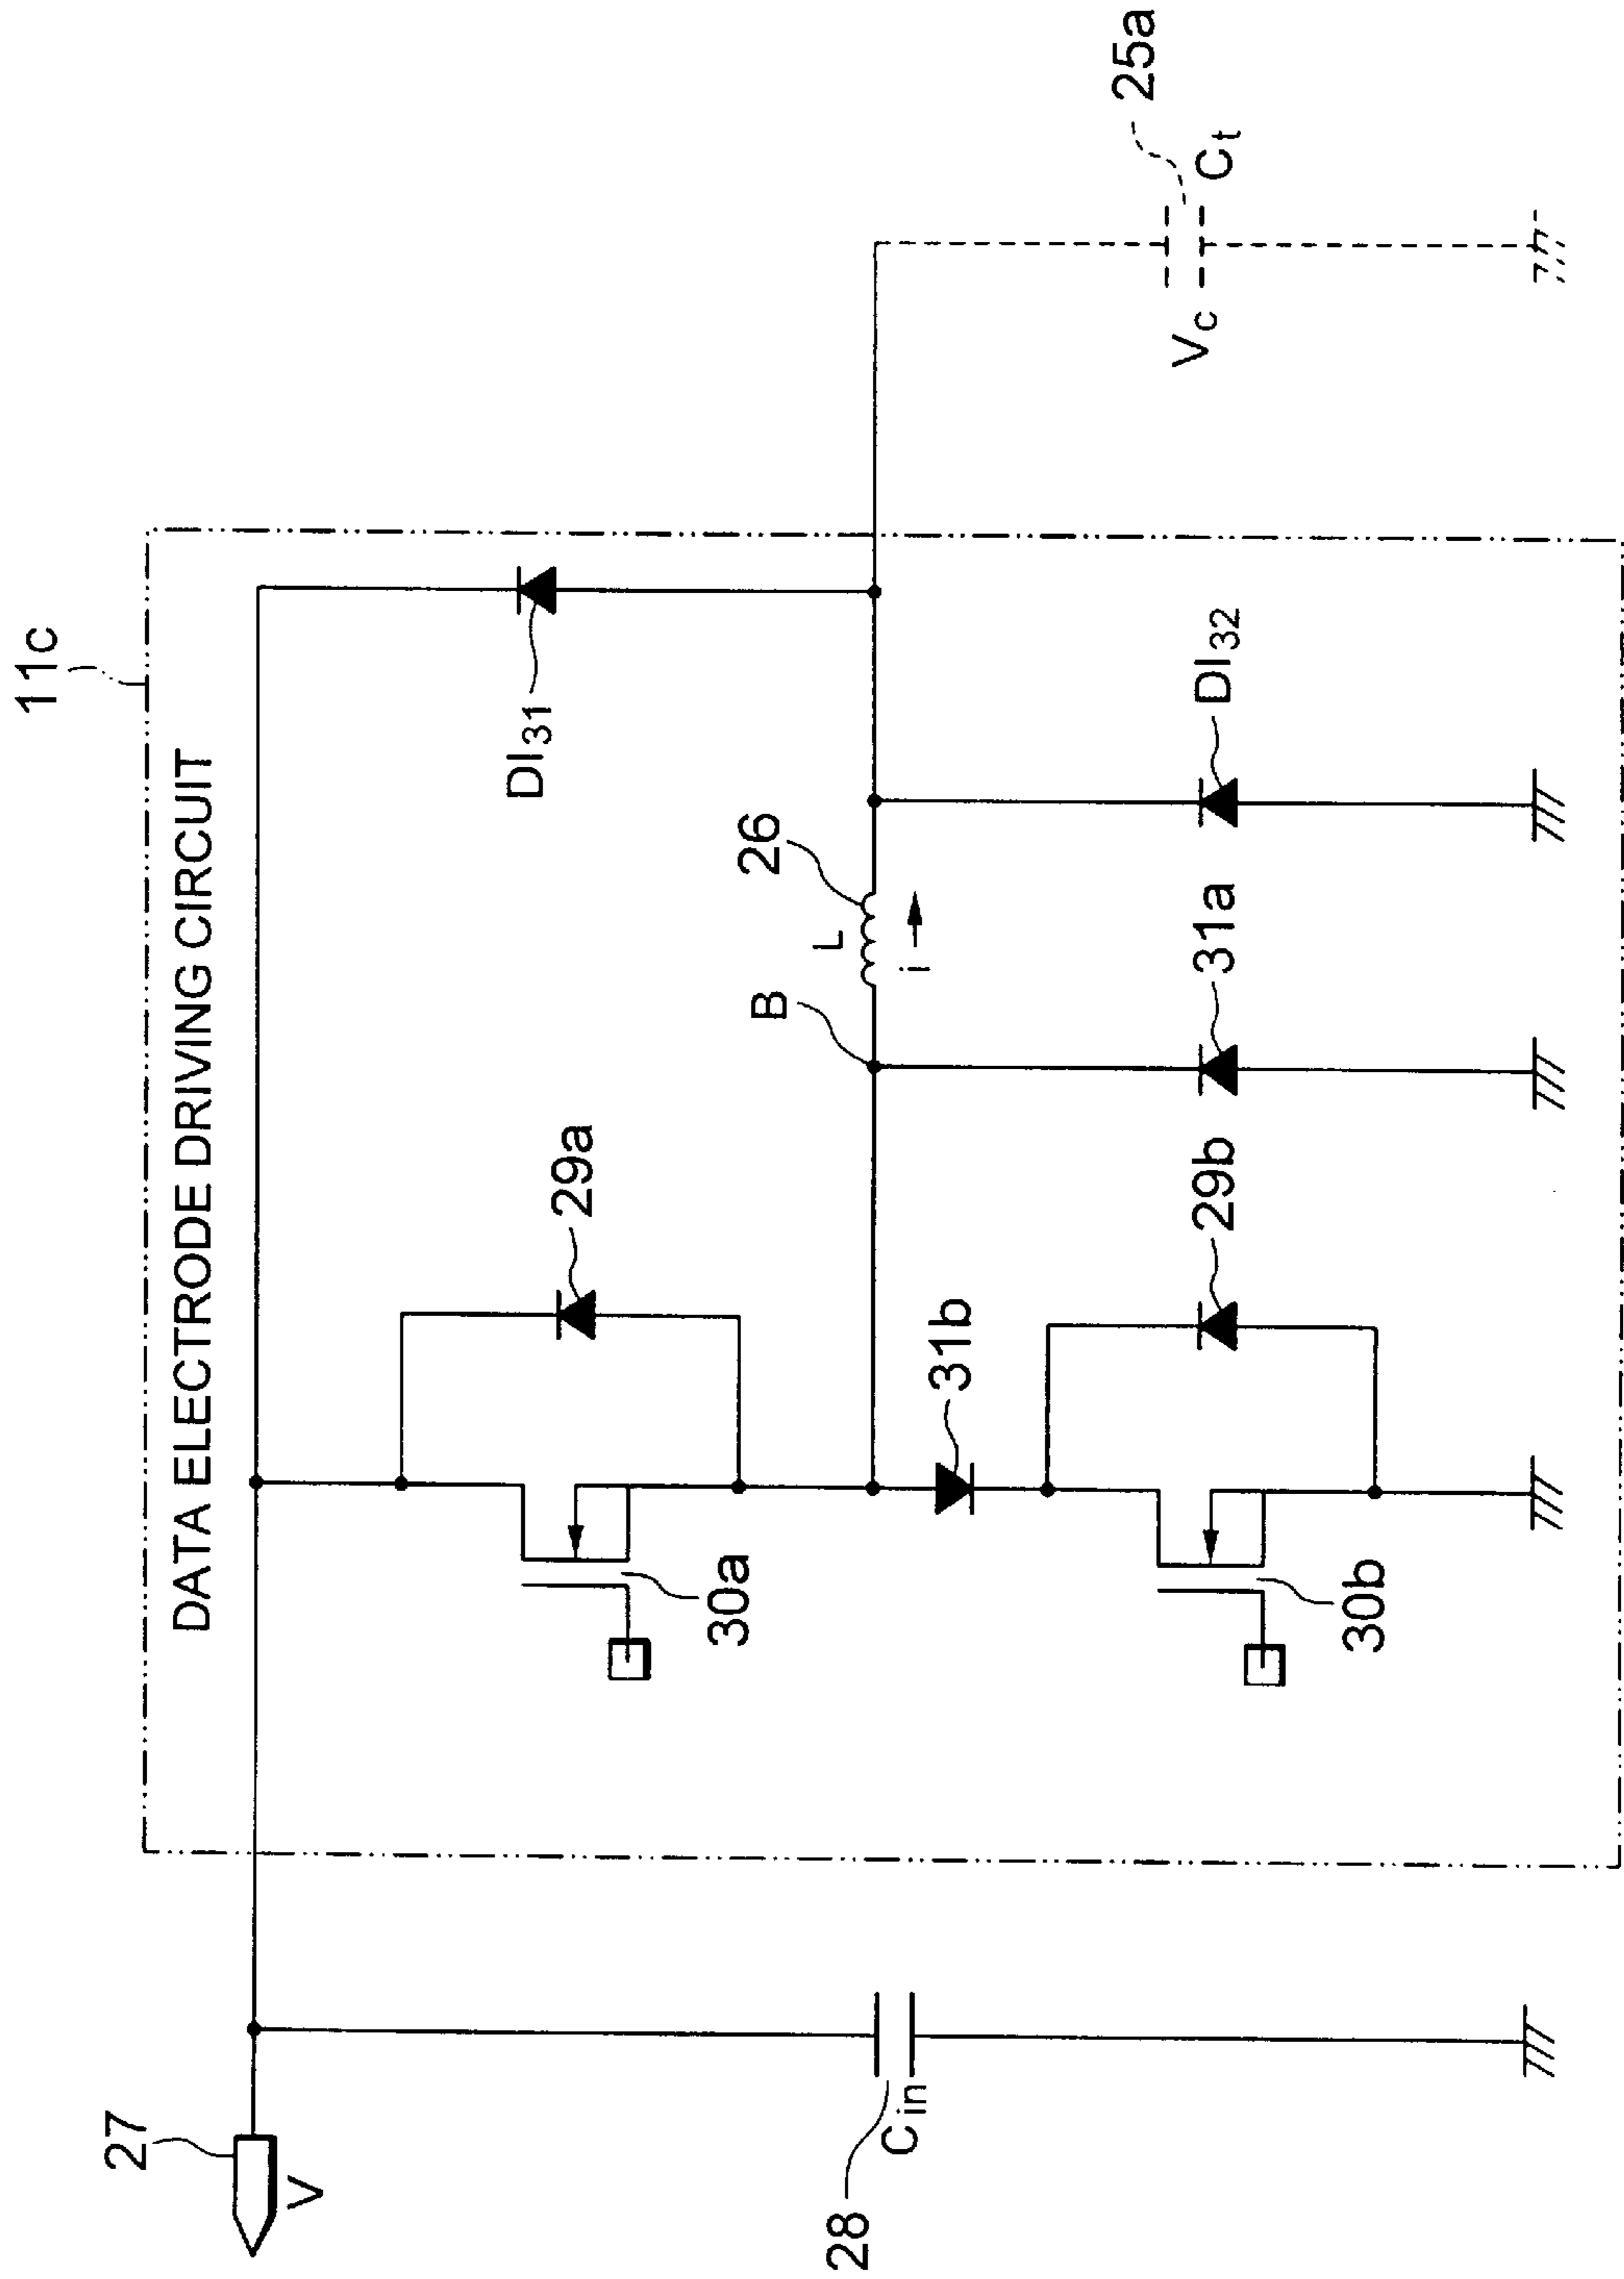 11c
DATA ELECTRODE DRIVING CIRCUIT
27
V
28
Cin
29a
30a
DI31
B
L
26
i
31b
29b
30b
31a
DI32
25a
Vc
Ct